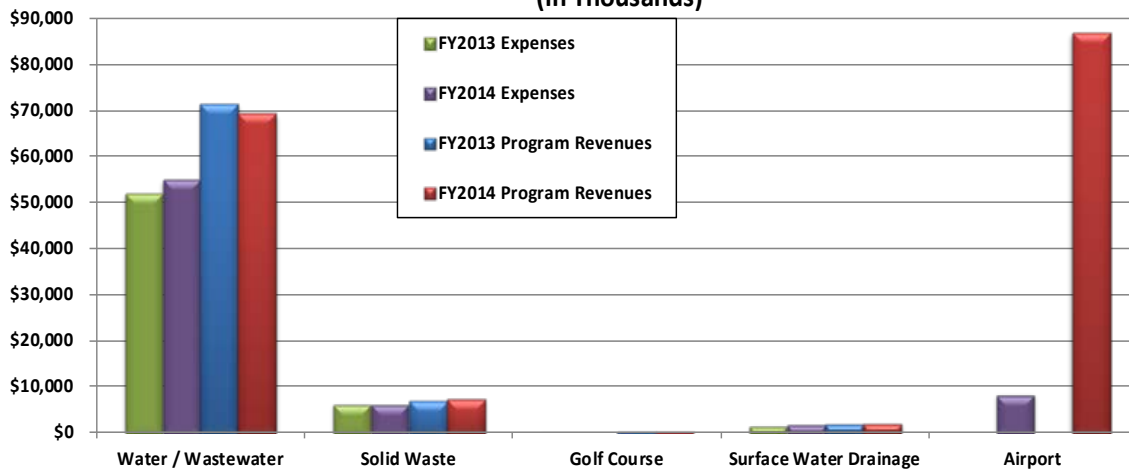 (In Thousands)
$90,000
$80,000
$70,000
$60,000
$50,000
$40,000
$30,000
$20,000
$10,000
$0
FY2013 Expenses
FY2014 Expenses
FY2013 Program Revenues
FY2014 Program Revenues
Water / Wastewater Solid Waste Golf Course Surface Water Drainage Airport